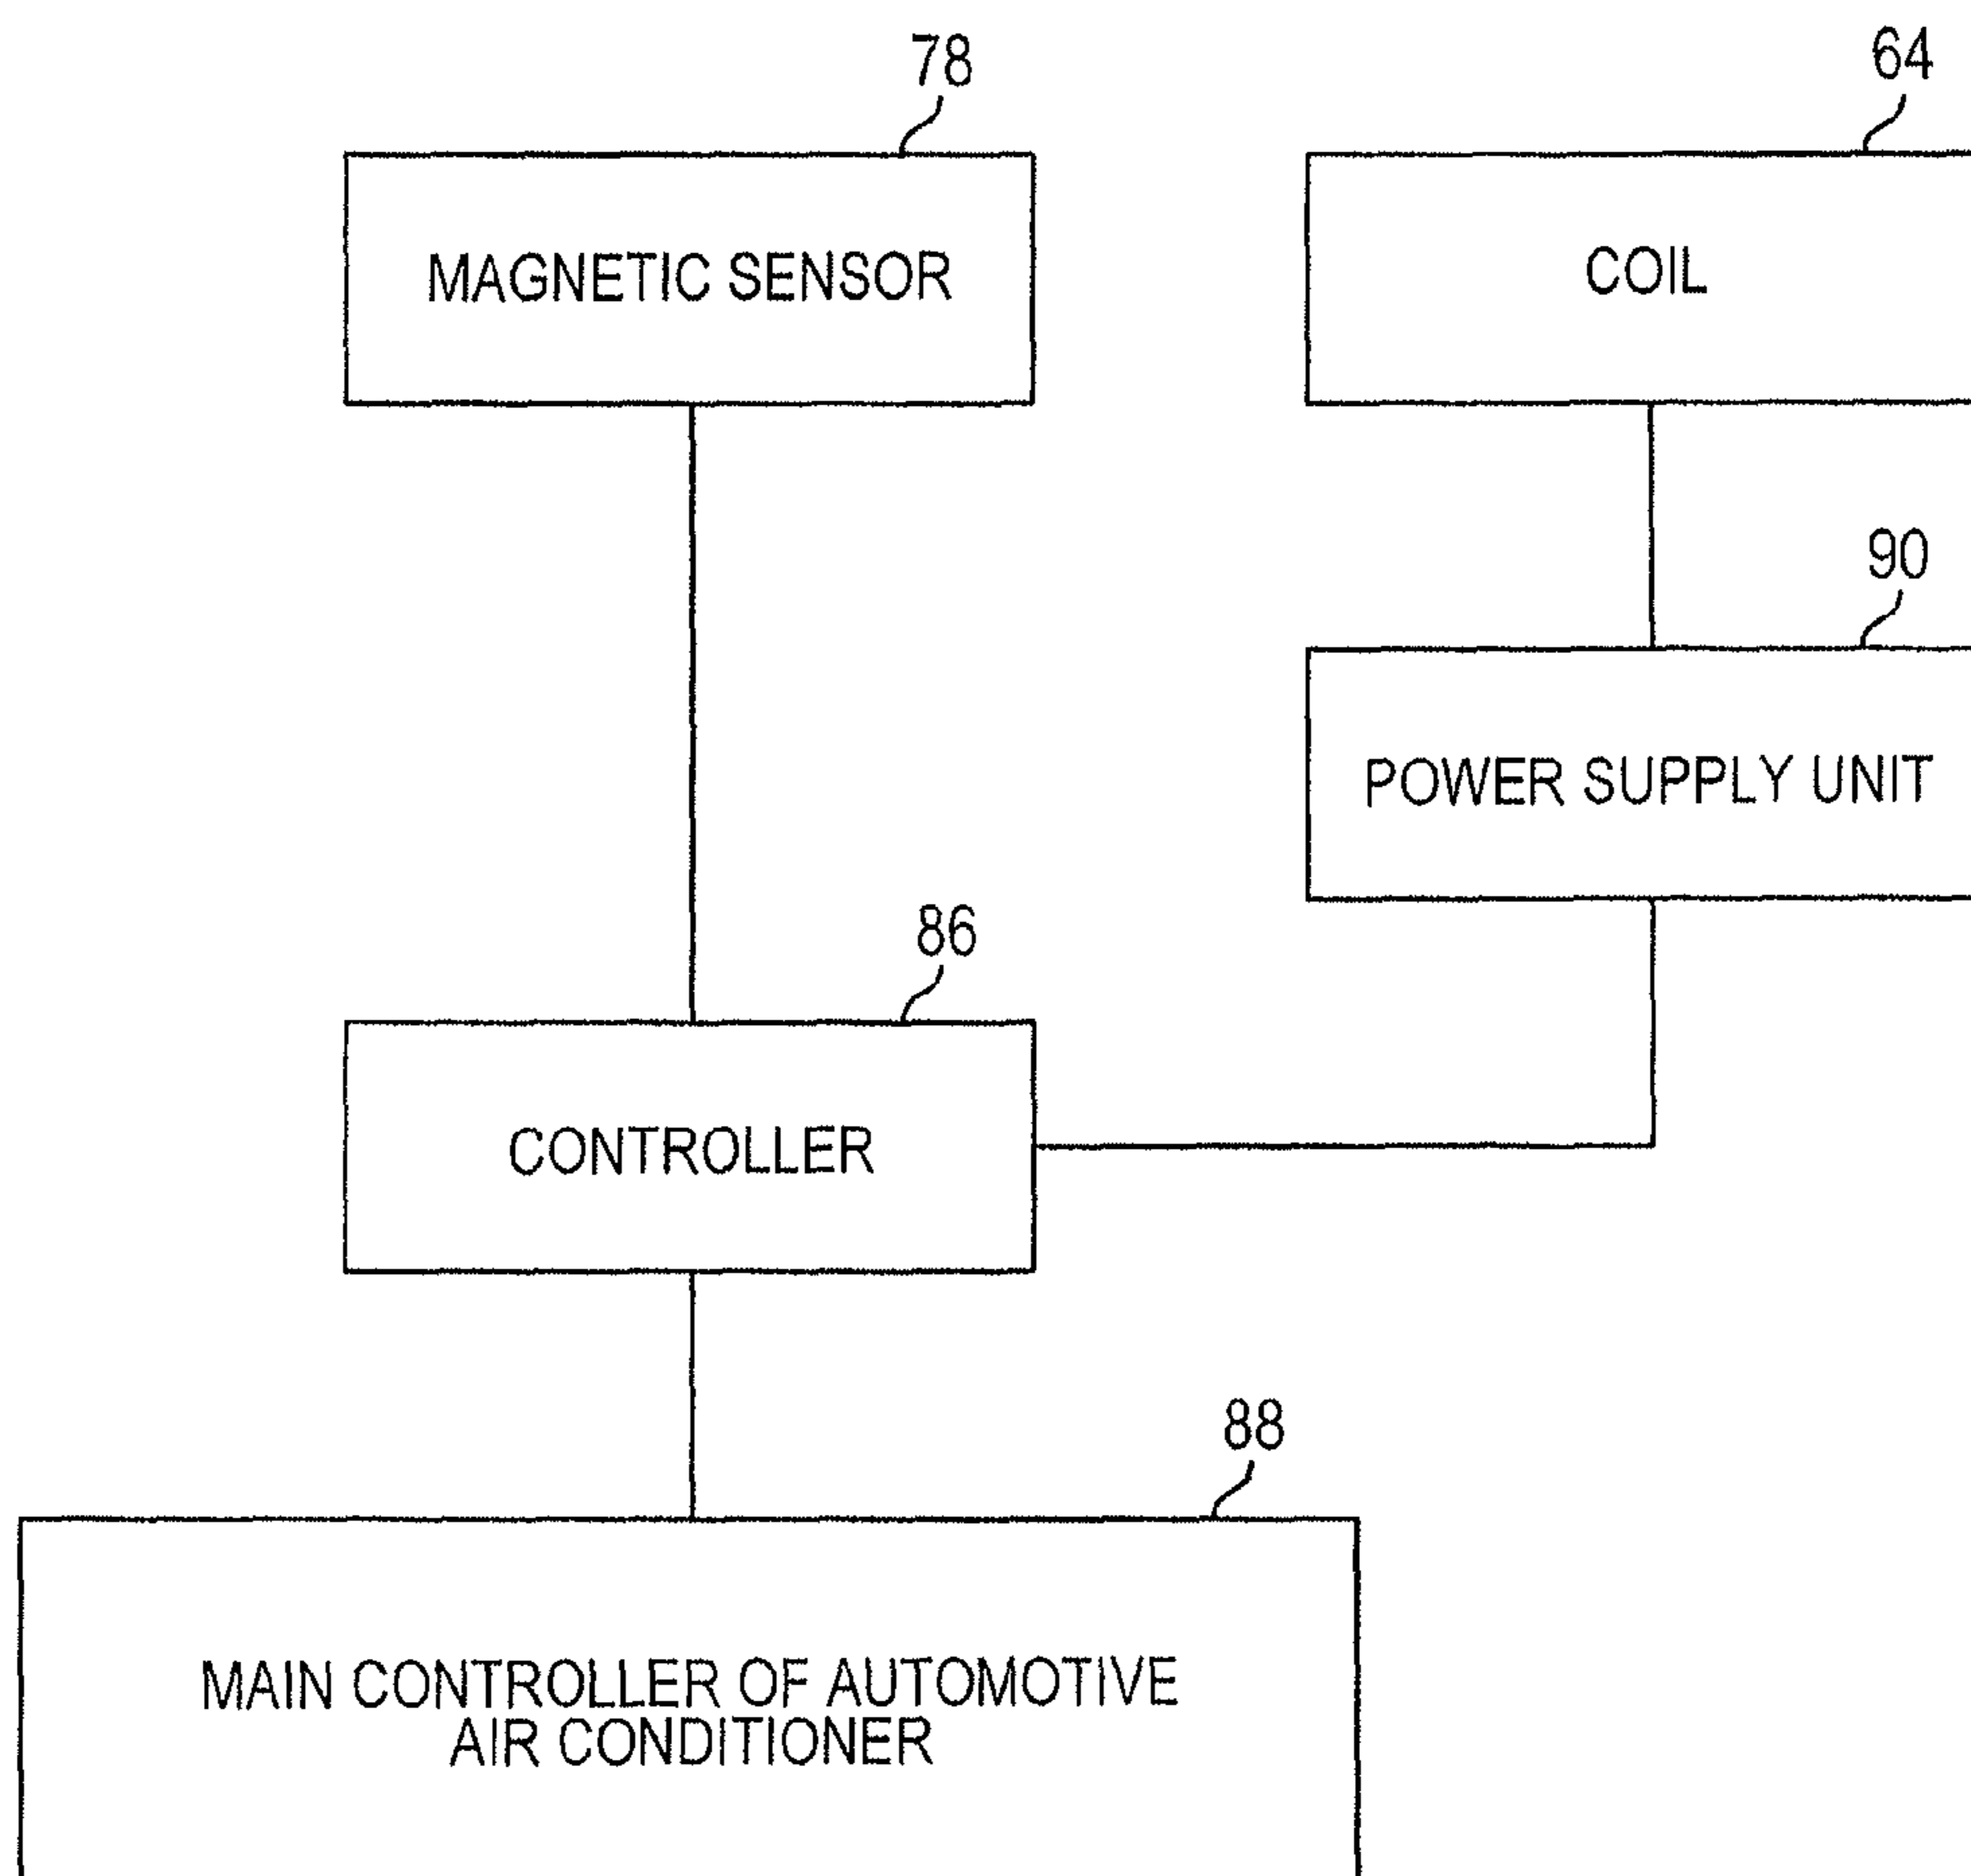 78
64
MAGNETIC SENSOR
COIL
90
POWER SUPPLY UNIT
86
CONTROLLER
88
MAIN CONTROLLER OF AUTOMOTIVE
AIR CONDITIONER